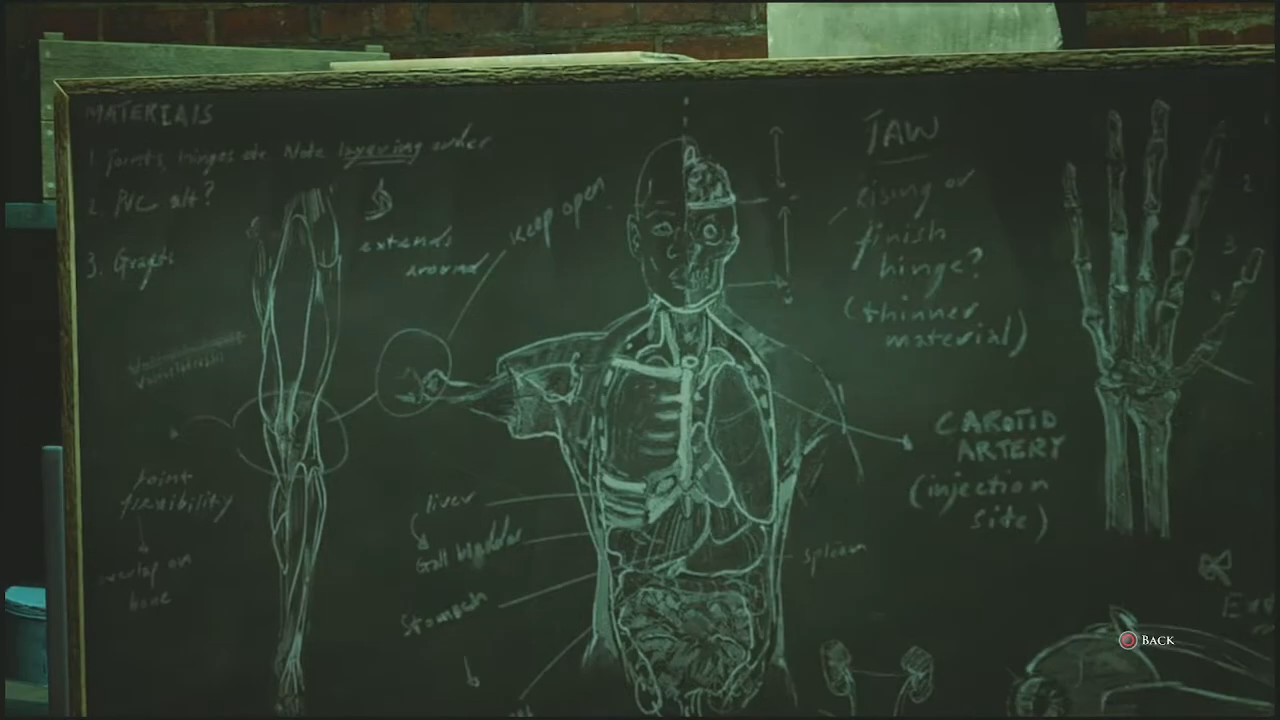 MATERIALS
1. Joints, hinges etc. Note layering order
2. PVC alt?
3. Grafts
extends
around
Keep open
joint
flexibility
overlap on
bone
liver
Gall bladder
Stomach
spleen
JAW
rising or
finish
hinge?
(thinner
material)
CAROTID
ARTERY
(injection
site)
2
3
BACK